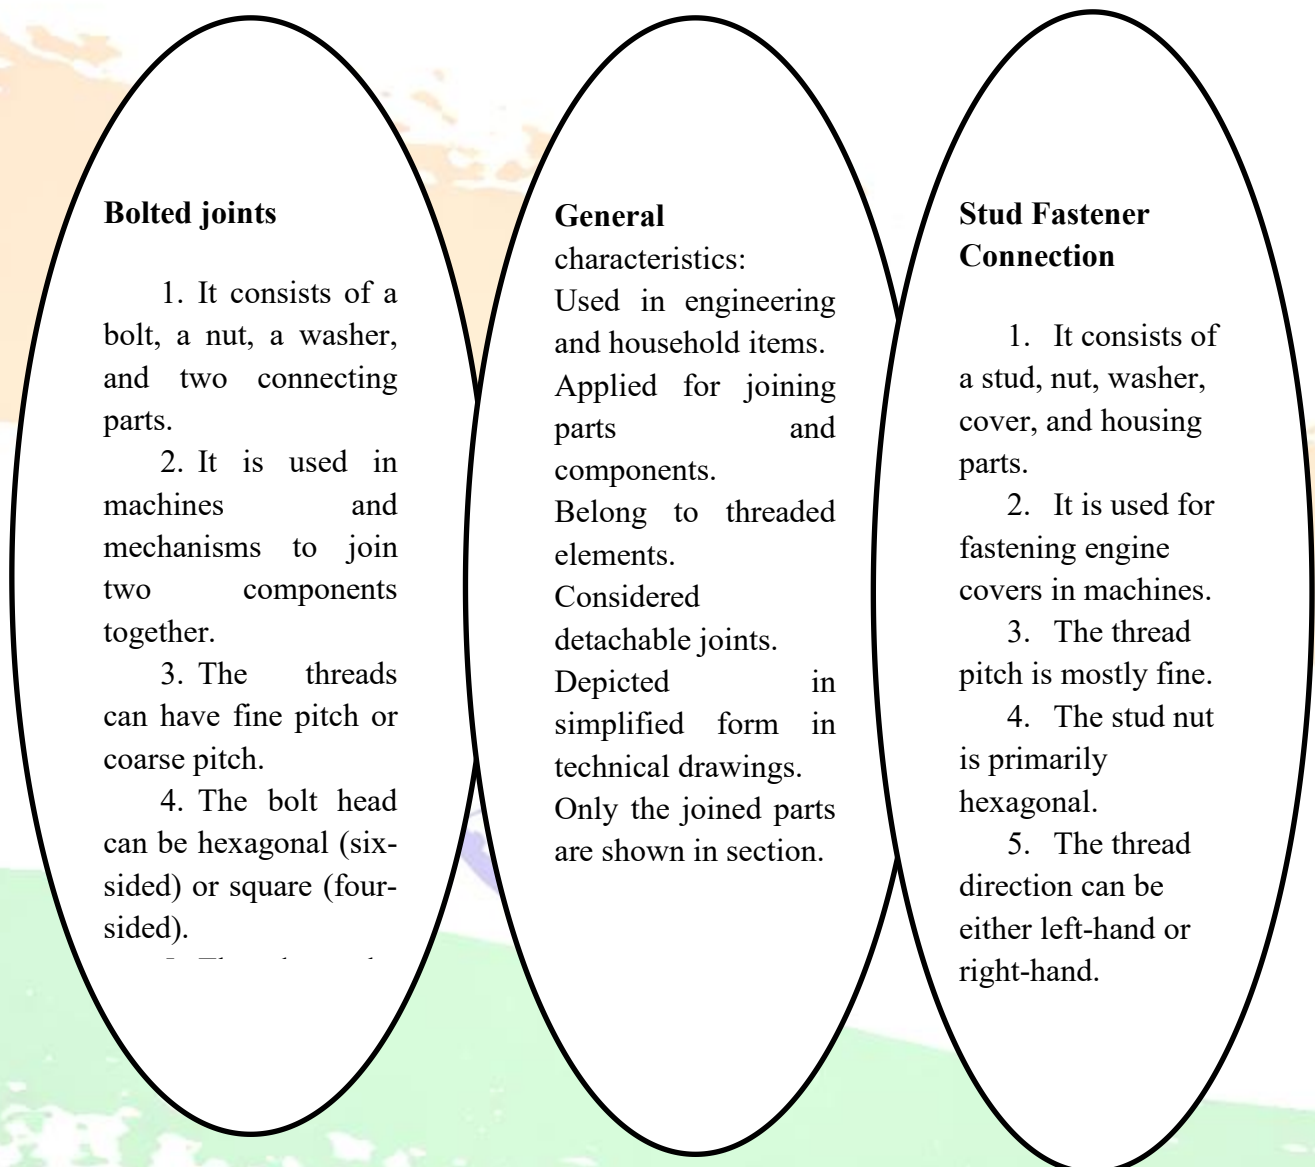 Bolted joints
1. It consists of a
bolt, a nut, a washer,
and two connecting
parts.
2. It is used in
machines and
mechanisms to join
two components
together.
3. The threads
can have fine pitch or
coarse pitch.
4. The bolt head
can be hexagonal (six-
sided) or square (four-
sided).
General
characteristics:
Used in engineering
and household items.
Applied for joining
parts and
components.
Belong to threaded
elements.
Considered
detachable joints.
Depicted in
simplified form in
technical drawings.
Only the joined parts
are shown in section.
Stud Fastener
Connection
1. It consists of
a stud, nut, washer,
cover, and housing
parts.
2. It is used for
fastening engine
covers in machines.
3. The thread
pitch is mostly fine.
4. The stud nut
is primarily
hexagonal.
5. The thread
direction can be
either left-hand or
right-hand.